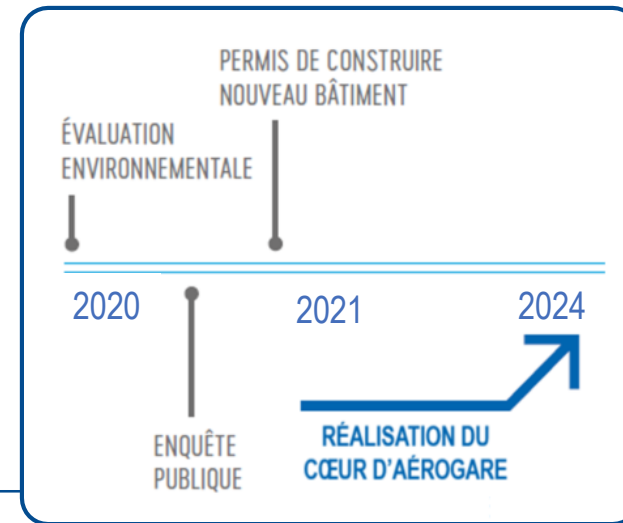 PERMIS DE CONSTRUIRE
NOUVEAU BÂTIMENT
ÉVALUATION
ENVIRONNEMENTALE
2020
2021
2024
ENQUÊTE
PUBLIQUE
RÉALISATION DU
CŒUR D'AÉROGARE